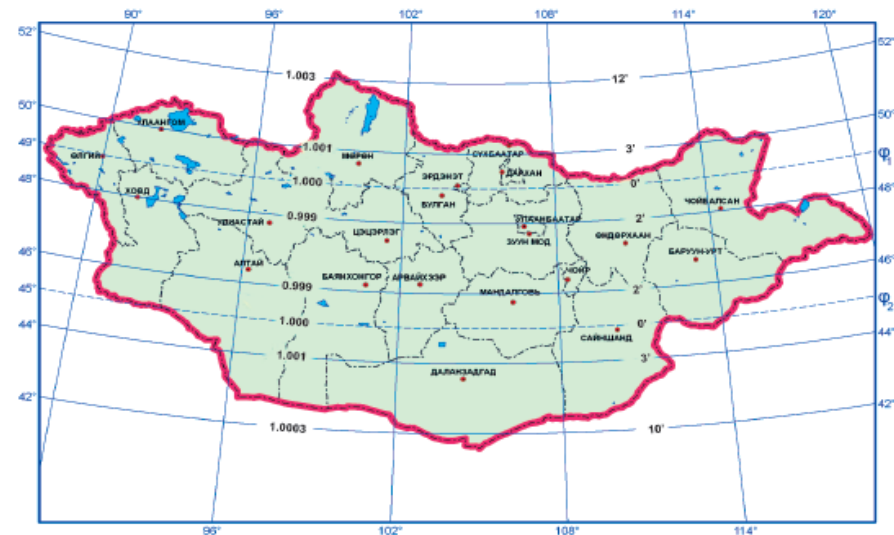 90° 96° 102° 108° 114° 120°
52°
52°
1.003
12'
50°
50°
УЛААНГОМ
49°
СҮХБААТАР
3'
φ₁
1.001
ӨЛГИЙ
МӨРӨН
ДАРХАН
48°
1.000
ЭРДЭНЭТ
0'
48°
ХОВД
БУЛГАН
ЧОЙБАЛСАН
0.999
УЛИАСТАЙ
УЛААНБААТАР
2'
ЦЭЦЭРЛЭГ
ЗУУН МОД
ӨНДӨРХААН
46°
БАРУУН-УРТ
46°
АЛТАЙ
БАЯНХОНГОР
АРВАЙХЭЭР
ЧОЙР
45°
0.999
МАНДАЛГОВЬ
2'
φ₂
44°
1.000
0'
44°
САЙНШАНД
1.001
3'
ДАЛАНЗАДГАД
42°
42°
1.0003
10'
96° 102° 108° 114°